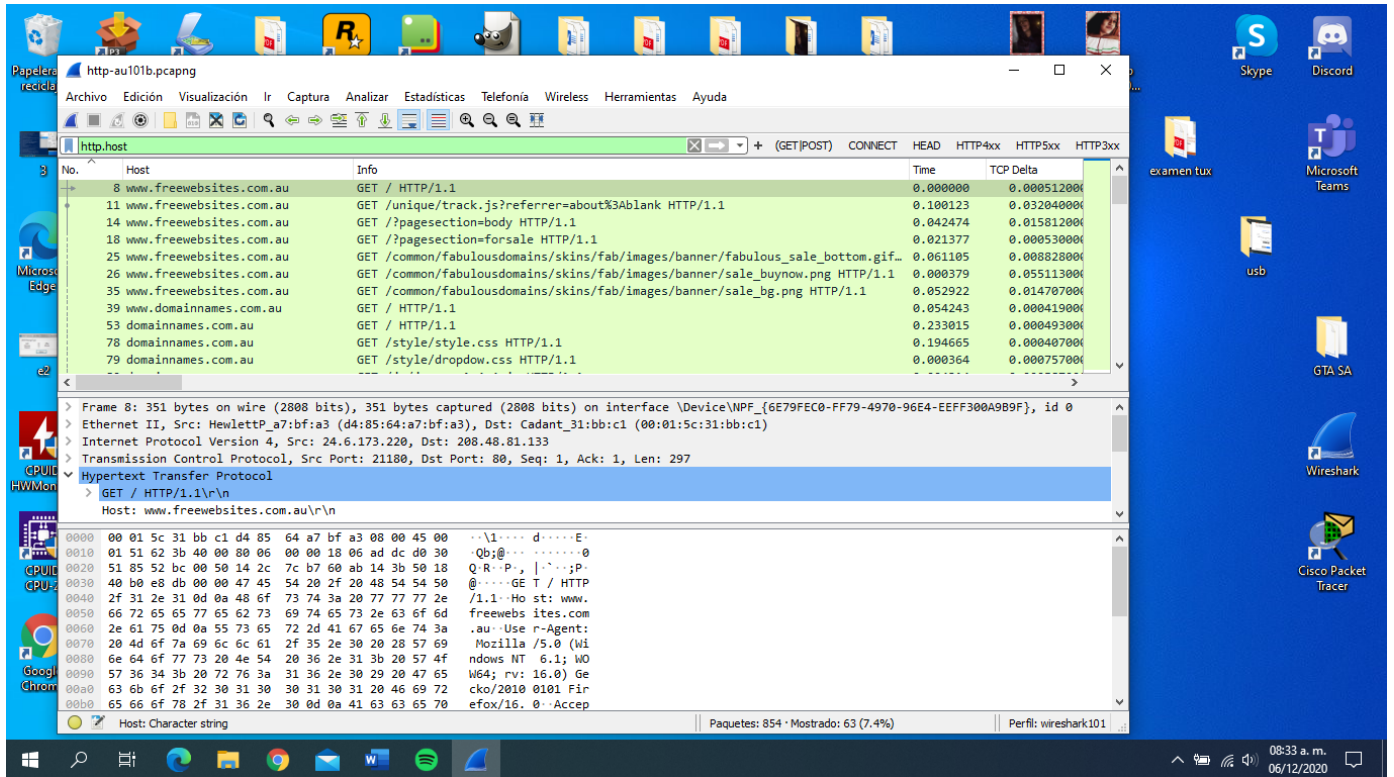 Papelera
recicla
3
Microso
Edge
e2
CPUID
HWMon
CPUID
CPU-Z
Google
Chrom
http-au101b.pcapng
Archivo Edición Visualización Ir Captura Analizar Estadísticas Telefonía Wireless Herramientas Ayuda
http.host + (GET|POST) CONNECT HEAD HTTP4xx HTTP5xx HTTP3xx
No. Host Info Time TCP Delta
8 www.freewebsites.com.au GET / HTTP/1.1 0.000000 0.000512000
11 www.freewebsites.com.au GET /unique/track.js?referrer=about%3Ablank HTTP/1.1 0.100123 0.032040000
14 www.freewebsites.com.au GET /?pagesection=body HTTP/1.1 0.042474 0.015812000
18 www.freewebsites.com.au GET /?pagesection=forsale HTTP/1.1 0.021377 0.000530000
25 www.freewebsites.com.au GET /common/fabulousdomains/skins/fab/images/banner/fabulous_sale_bottom.gif… 0.061105 0.008828000
26 www.freewebsites.com.au GET /common/fabulousdomains/skins/fab/images/banner/sale_buynow.png HTTP/1.1 0.000379 0.055113000
35 www.freewebsites.com.au GET /common/fabulousdomains/skins/fab/images/banner/sale_bg.png HTTP/1.1 0.052922 0.014707000
39 www.domainnames.com.au GET / HTTP/1.1 0.054243 0.000419000
53 domainnames.com.au GET / HTTP/1.1 0.233015 0.000493000
78 domainnames.com.au GET /style/style.css HTTP/1.1 0.194665 0.000407000
79 domainnames.com.au GET /style/dropdow.css HTTP/1.1 0.000364 0.000757000
Frame 8: 351 bytes on wire (2808 bits), 351 bytes captured (2808 bits) on interface \Device\NPF_{6E79FEC0-FF79-4970-96E4-EEFF300A9B9F}, id 0
Ethernet II, Src: HewlettP_a7:bf:a3 (d4:85:64:a7:bf:a3), Dst: Cadant_31:bb:c1 (00:01:5c:31:bb:c1)
Internet Protocol Version 4, Src: 24.6.173.220, Dst: 208.48.81.133
Transmission Control Protocol, Src Port: 21180, Dst Port: 80, Seq: 1, Ack: 1, Len: 297
Hypertext Transfer Protocol
GET / HTTP/1.1\r\n
Host: www.freewebsites.com.au\r\n
0000 00 01 5c 31 bb c1 d4 85 64 a7 bf a3 08 00 45 00 ··\1···· d·····E·
0010 01 51 62 3b 40 00 80 06 00 00 18 06 ad dc d0 30 ·Qb;@··· ·······0
0020 51 85 52 bc 00 50 14 2c 7c b7 60 ab 14 3b 50 18 Q·R··P·, |·`··;P·
0030 40 b0 e8 db 00 00 47 45 54 20 2f 20 48 54 54 50 @·····GE T / HTTP
0040 2f 31 2e 31 0d 0a 48 6f 73 74 3a 20 77 77 77 2e /1.1··Ho st: www.
0050 66 72 65 65 77 65 62 73 69 74 65 73 2e 63 6f 6d freewebs ites.com
0060 2e 61 75 0d 0a 55 73 65 72 2d 41 67 65 6e 74 3a .au··Use r-Agent:
0070 20 4d 6f 7a 69 6c 6c 61 2f 35 2e 30 20 28 57 69 Mozilla /5.0 (Wi
0080 6e 64 6f 77 73 20 4e 54 20 36 2e 31 3b 20 57 4f ndows NT 6.1; WO
0090 57 36 34 3b 20 72 76 3a 31 36 2e 30 29 20 47 65 W64; rv: 16.0) Ge
00a0 63 6b 6f 2f 32 30 31 30 30 31 30 31 20 46 69 72 cko/2010 0101 Fir
00b0 65 66 6f 78 2f 31 36 2e 30 0d 0a 41 63 63 65 70 efox/16. 0··Accep
Host: Character string Paquetes: 854 · Mostrado: 63 (7.4%) Perfil: wireshark101
Skype
Discord
examen tux
Microsoft
Teams
usb
GTA SA
Wireshark
Cisco Packet
Tracer
08:33 a. m.
06/12/2020